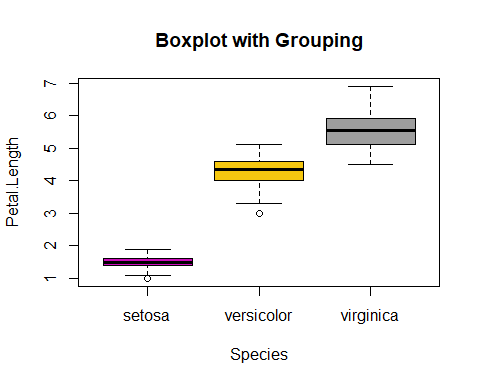 Boxplot with Grouping
Petal.Length
7
6
5
4
3
2
1
setosa versicolor virginica
Species